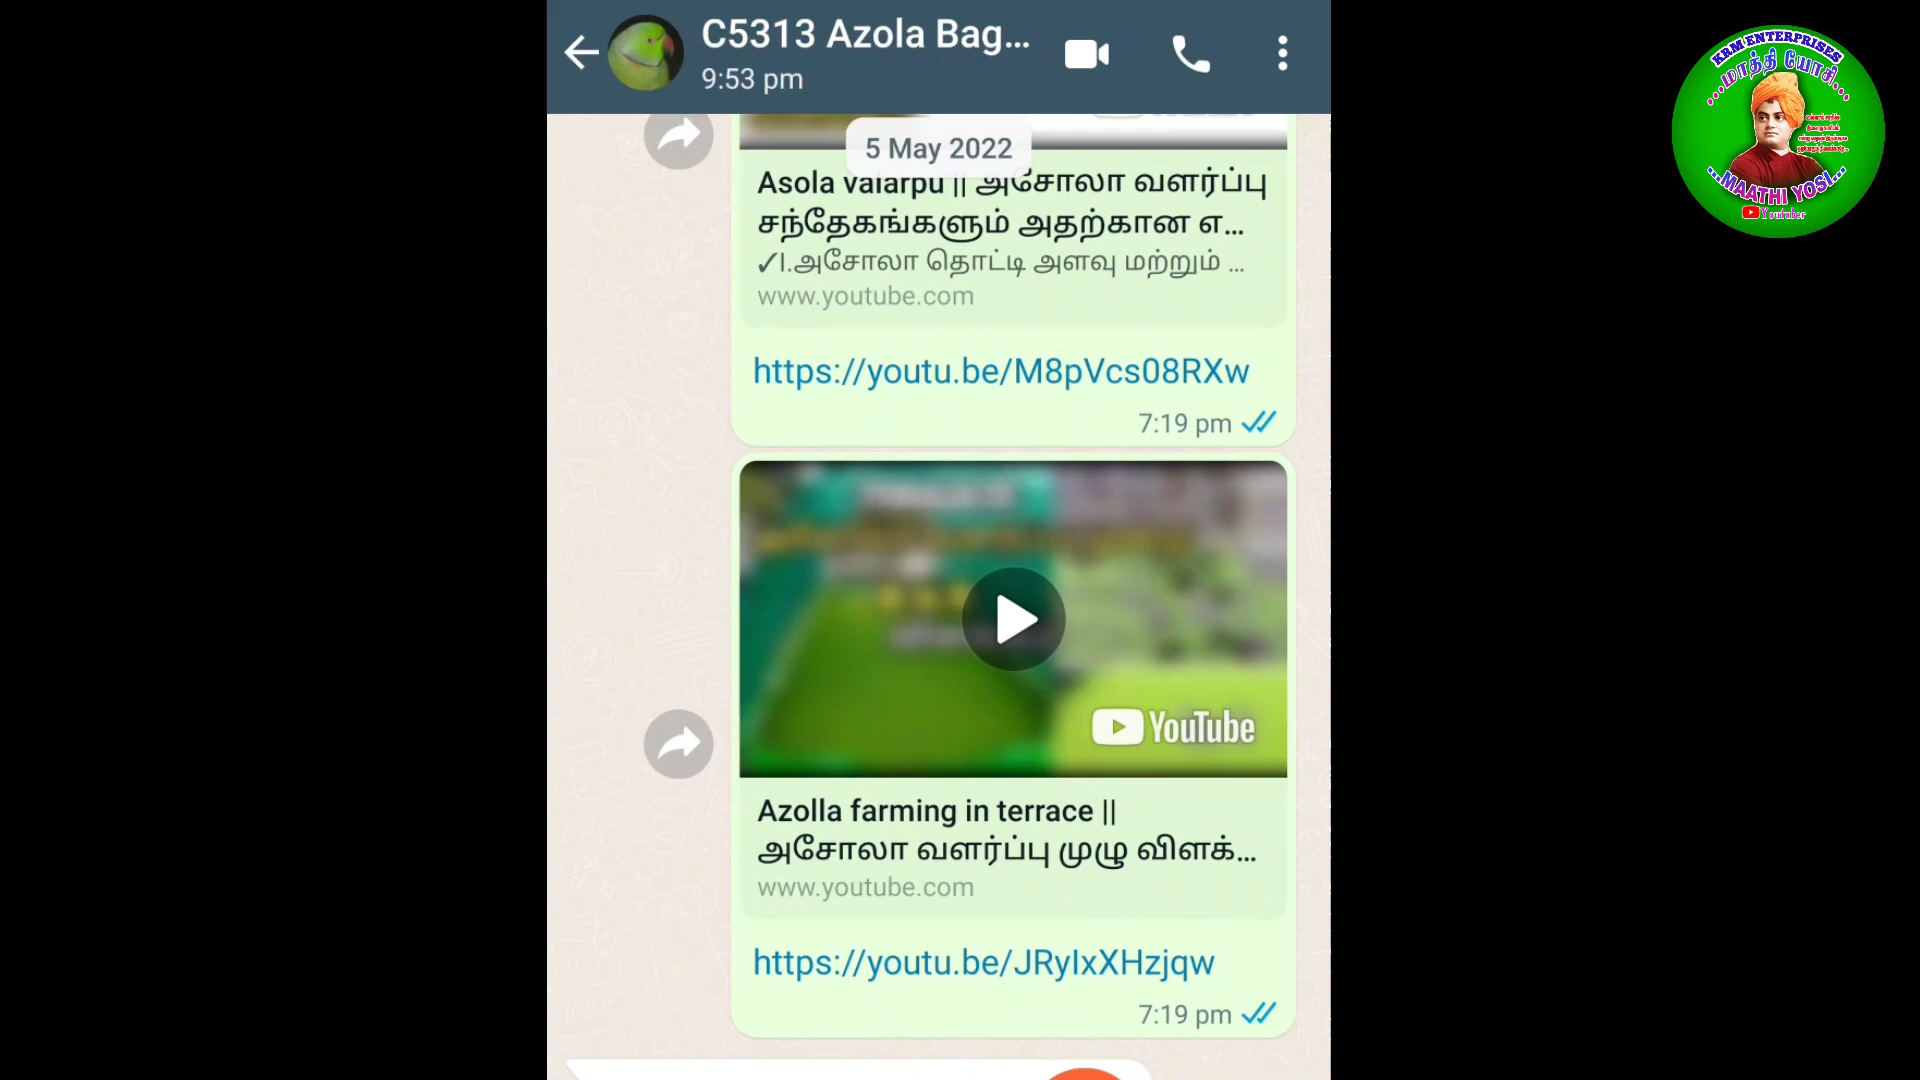 C5313 Azola Bag...
9:53 pm
5 May 2022
Asola valarpu || அசோலா வளர்ப்பு
சந்தேகங்களும் அதற்கான எ...
✓l.அசோலா தொட்டி அளவு மற்றும் ...
www.youtube.com
https://youtu.be/M8pVcs08RXw
7:19 pm
YouTube
Azolla farming in terrace ||
அசோலா வளர்ப்பு முழு விளக்...
www.youtube.com
https://youtu.be/JRyIxXHzjqw
7:19 pm
KRM ENTERPRISES
...மாத்தி யோசி...
...MAATHI YOSI...
Youtuber